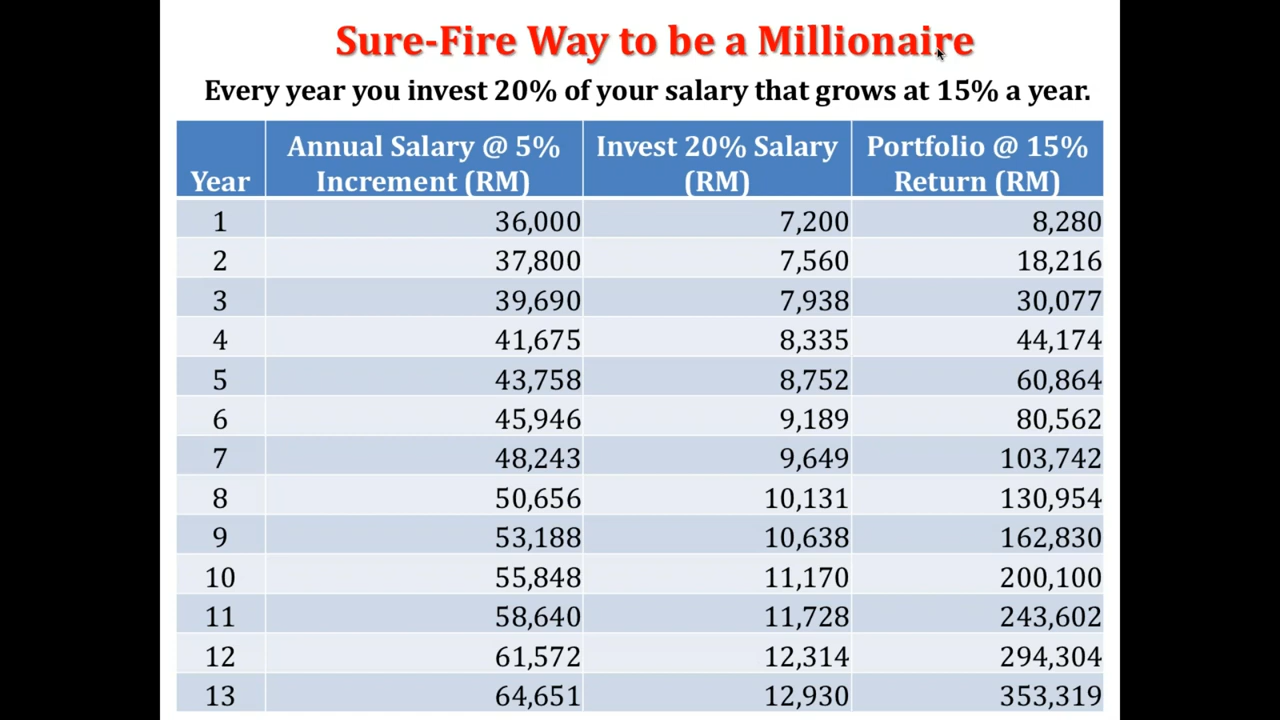 Sure-Fire Way to be a Millionaire
Every year you invest 20% of your salary that grows at 15% a year.
Year Annual Salary @ 5% Increment (RM) Invest 20% Salary (RM) Portfolio @ 15% Return (RM)
1 36,000 7,200 8,280
2 37,800 7,560 18,216
3 39,690 7,938 30,077
4 41,675 8,335 44,174
5 43,758 8,752 60,864
6 45,946 9,189 80,562
7 48,243 9,649 103,742
8 50,656 10,131 130,954
9 53,188 10,638 162,830
10 55,848 11,170 200,100
11 58,640 11,728 243,602
12 61,572 12,314 294,304
13 64,651 12,930 353,319